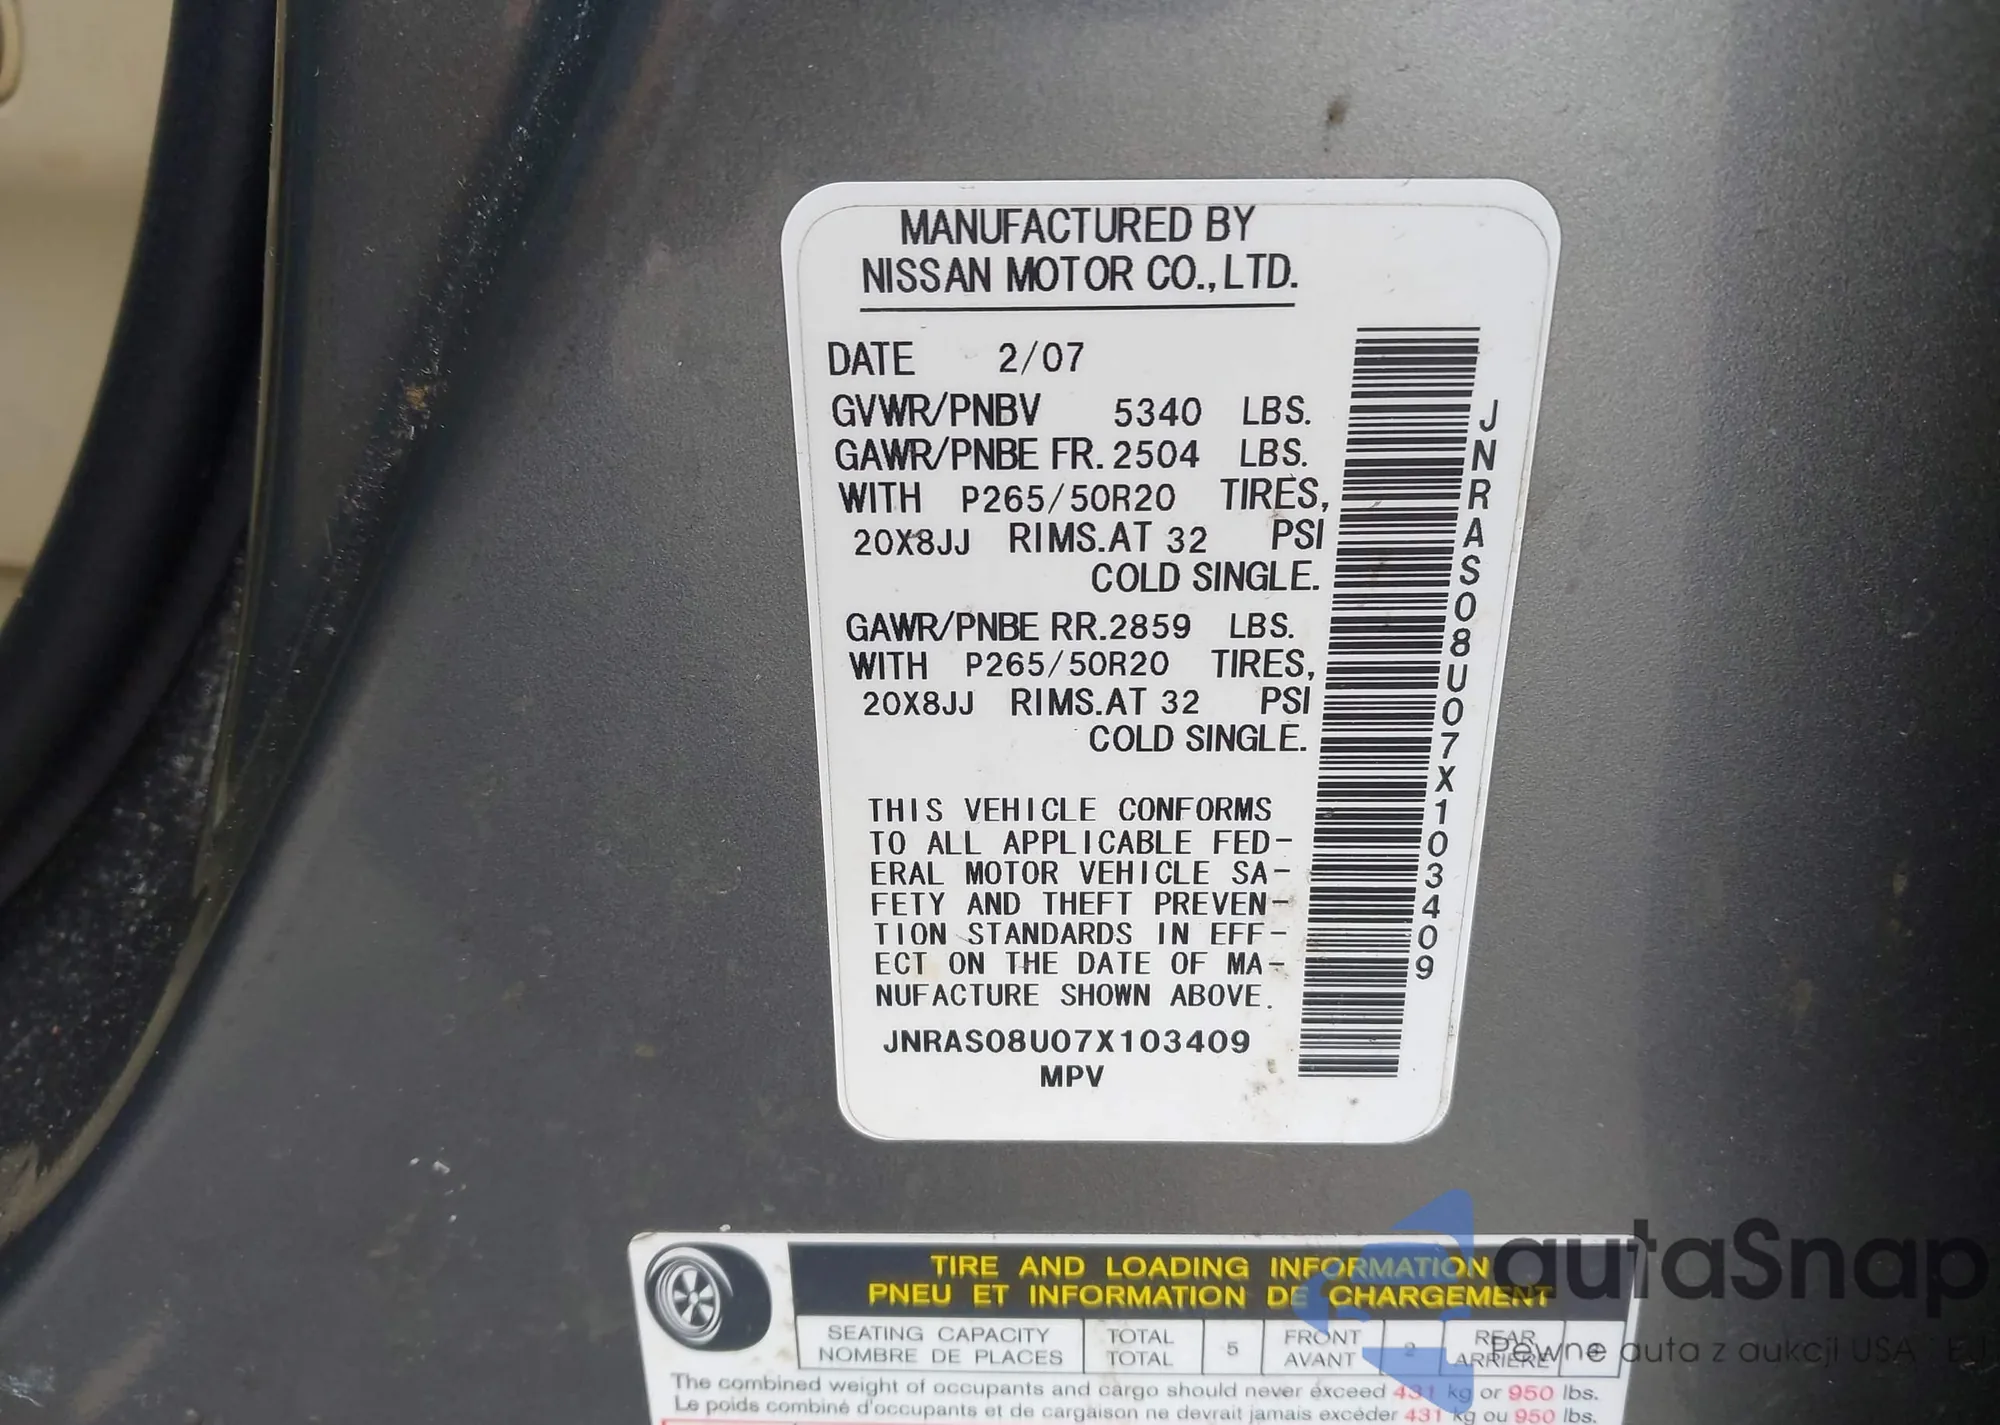 MANUFACTURED BY
NISSAN MOTOR CO., LTD.
DATE 2/07
GVWR/PNBV 5340 LBS.
GAWR/PNBE FR. 2504 LBS.
WITH P265/50R20 TIRES,
20X8JJ RIMS.AT 32 PSI
COLD SINGLE.
GAWR/PNBE RR. 2859 LBS.
WITH P265/50R20 TIRES,
20X8JJ RIMS.AT 32 PSI
COLD SINGLE.
THIS VEHICLE CONFORMS
TO ALL APPLICABLE FED-
ERAL MOTOR VEHICLE SA-
FETY AND THEFT PREVEN-
TION STANDARDS IN EFF-
ECT ON THE DATE OF MA-
NUFACTURE SHOWN ABOVE.
JNRAS08U07X103409
MPV
JNRAS08U07X103409
TIRE AND LOADING INFORMATION
PNEU ET INFORMATION DE CHARGEMENT
SEATING CAPACITY TOTAL 5 FRONT 2 REAR
NOMBRE DE PLACES TOTAL AVANT ARRIÈRE
The combined weight of occupants and cargo should never exceed 431 kg or 950 lbs.
Le poids combiné d'occupants et de cargaison ne devrait jamais excéder 431 kg ou 950 lbs.
autaSnap
Pewne auta z aukcji USA